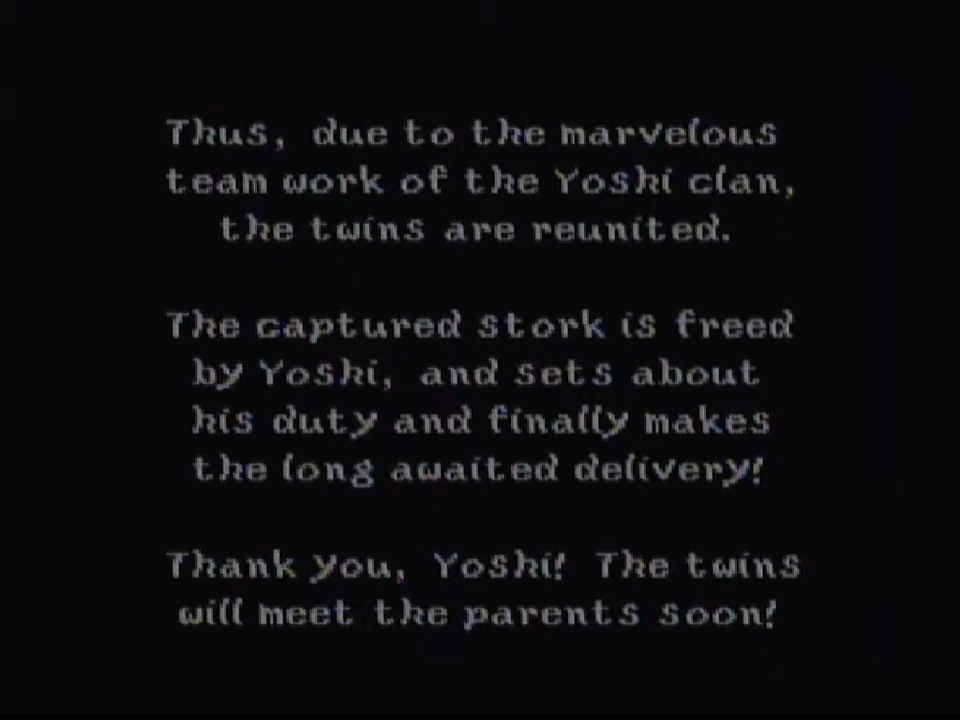 Thus, due to the marvelous
team work of the Yoshi clan,
the twins are reunited.
The captured stork is freed
by Yoshi, and sets about
his duty and finally makes
the long awaited delivery!
Thank you, Yoshi! The twins
will meet the parents soon!